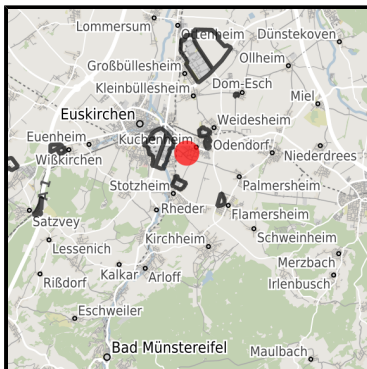 Lommersum
Ottenheim
Dünstekoven
Großbüllesheim
Ollheim
Kleinbüllesheim
Dom-Esch
Miel
Euskirchen
Weidesheim
Euenheim
Kuchenheim
Odendorf
Wißkirchen
Niederdrees
Stotzheim
Palmersheim
Satzvey
Rheder
Flamersheim
Lessenich
Kirchheim
Schweinheim
Merzbach
Rißdorf
Kalkar
Arloff
Irlenbusch
Eschweiler
Bad Münstereifel
Maulbach